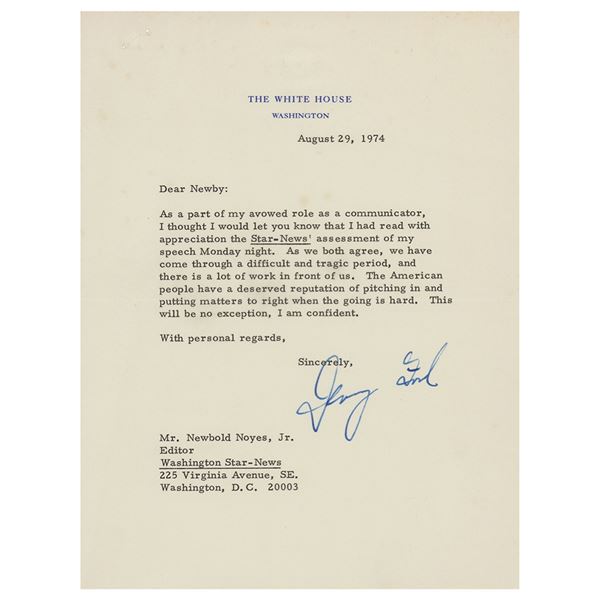 THE WHITE HOUSE
WASHINGTON
August 29, 1974
Dear Newby:
As a part of my avowed role as a communicator,
I thought I would let you know that I had read with
appreciation the Star-News' assessment of my
speech Monday night. As we both agree, we have
come through a difficult and tragic period, and
there is a lot of work in front of us. The American
people have a deserved reputation of pitching in and
putting matters to right when the going is hard. This
will be no exception, I am confident.
With personal regards,
Sincerely,
Jerry Ford
Mr. Newbold Noyes, Jr.
Editor
Washington Star-News
225 Virginia Avenue, SE.
Washington, D.C. 20003